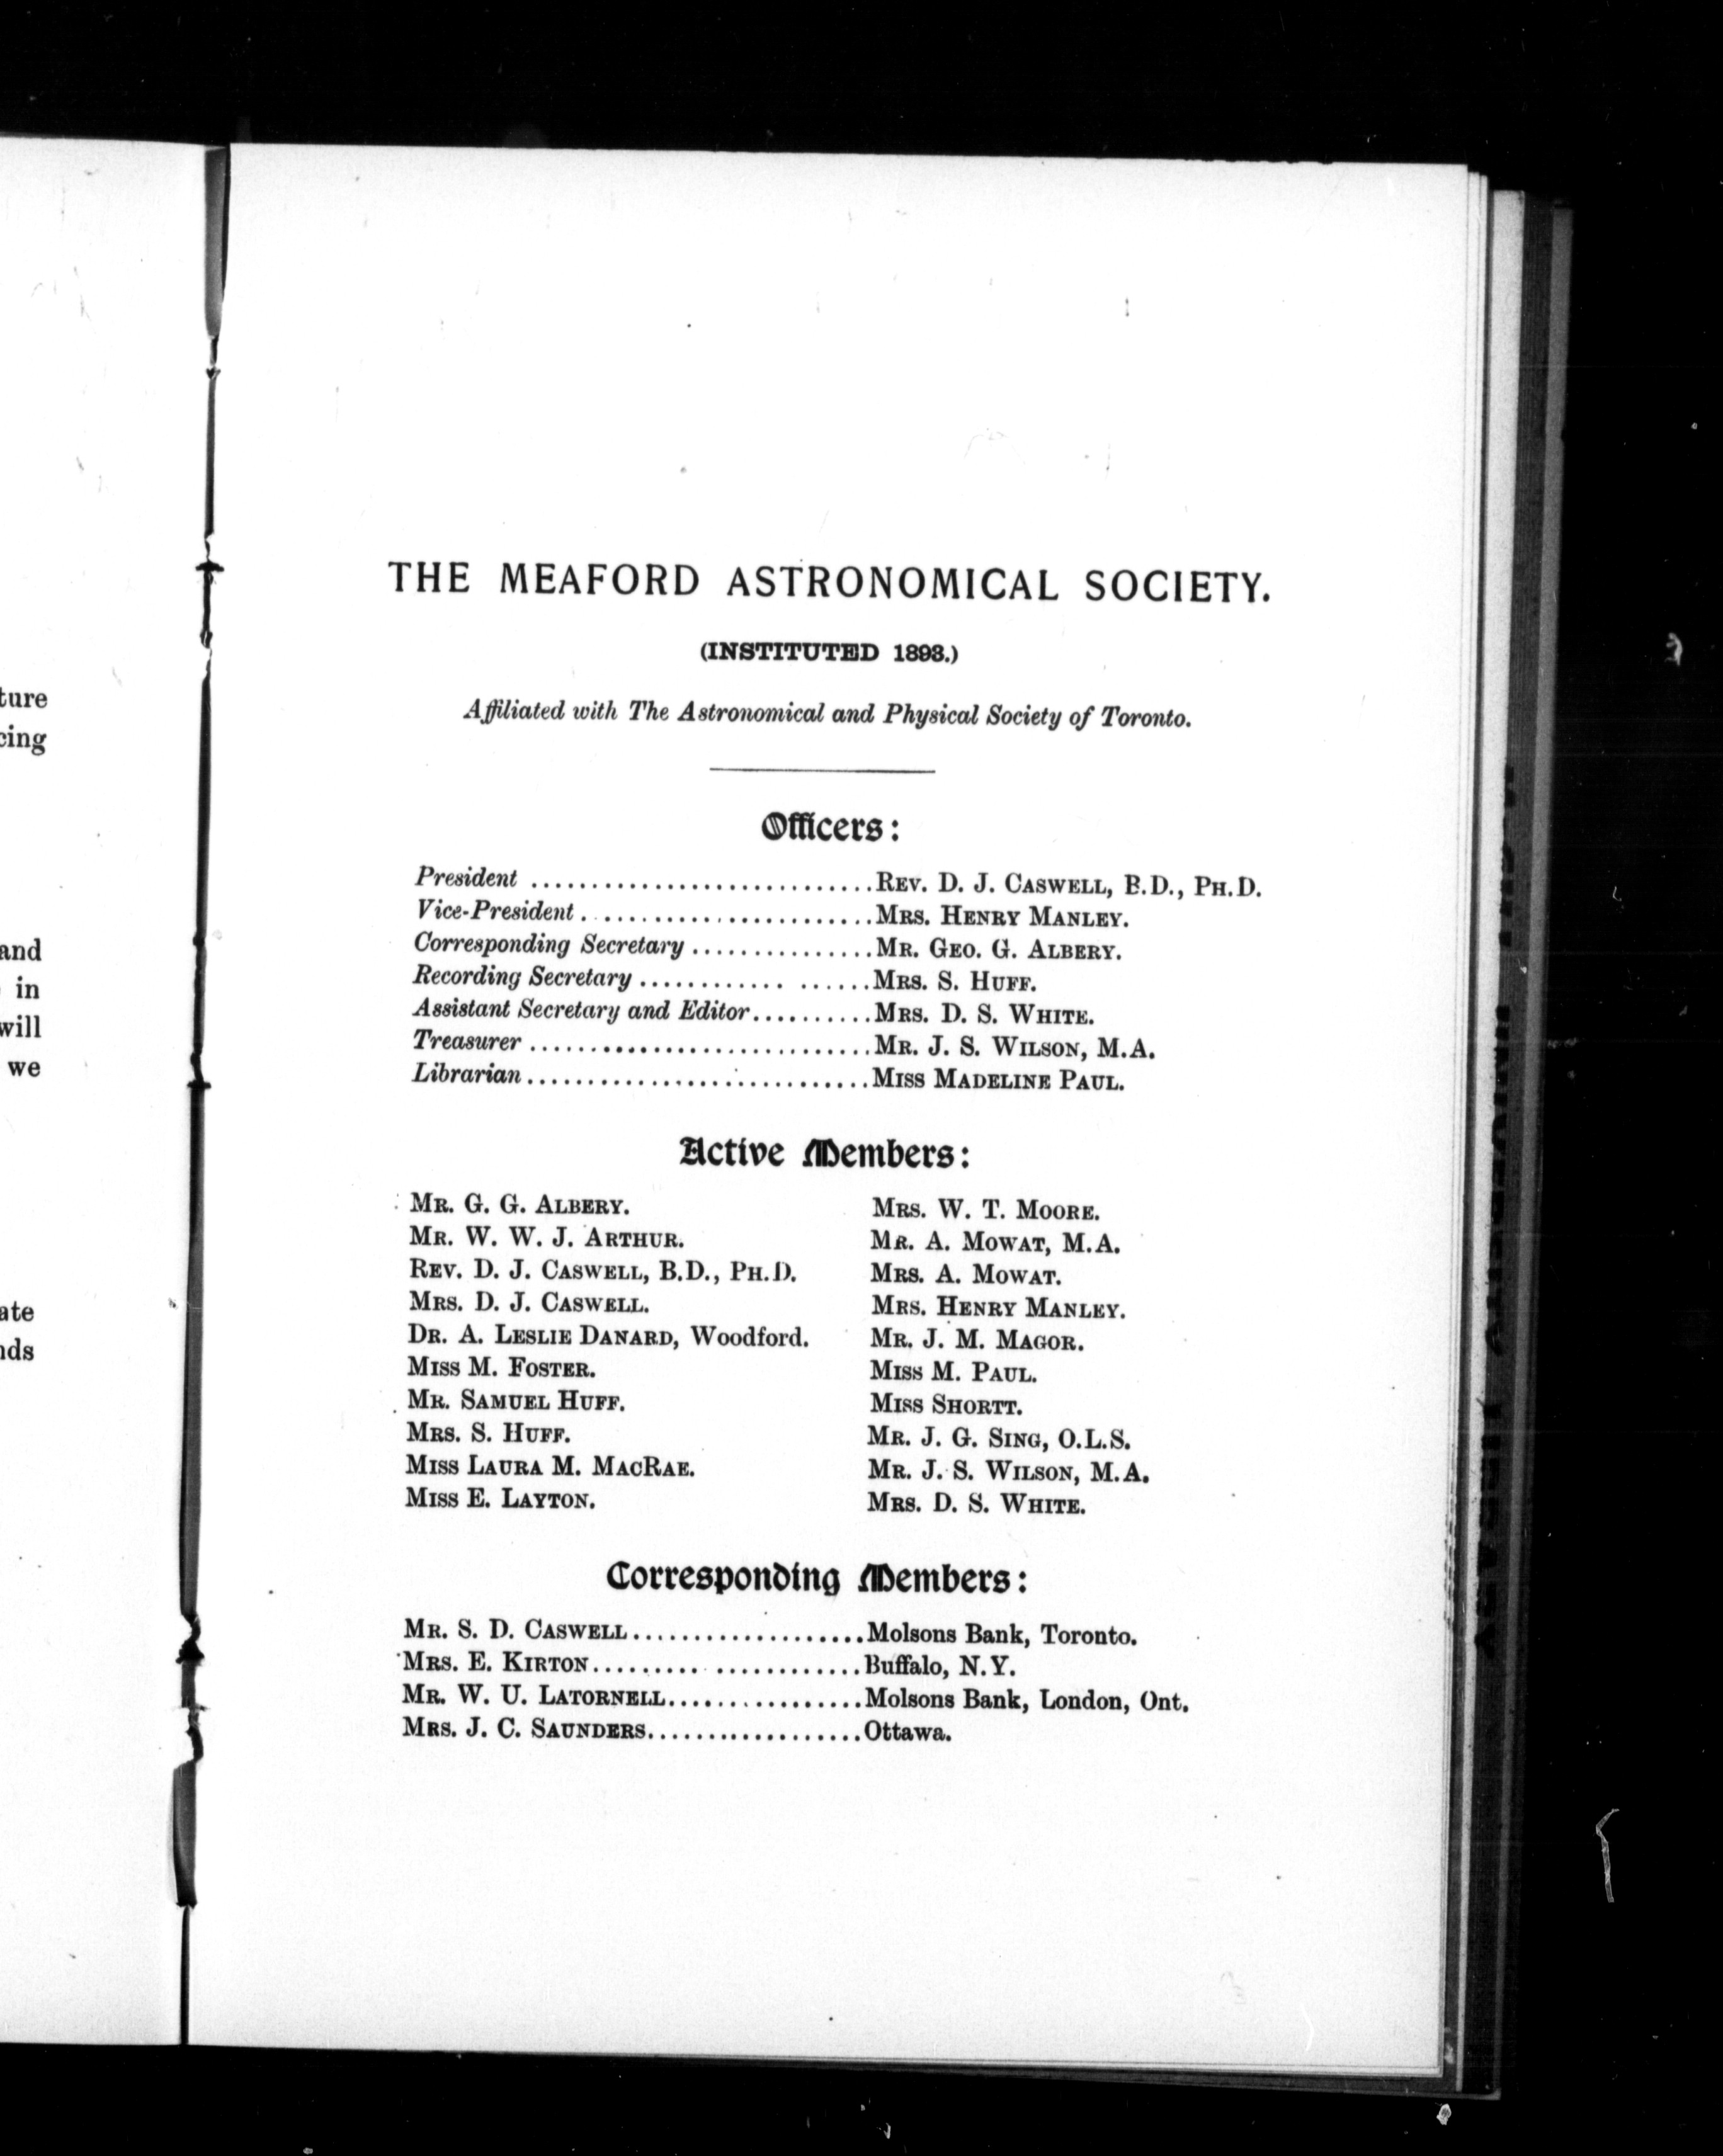 ture
cing
and
in
will
we
ate
nds
THE MEAFORD ASTRONOMICAL SOCIETY.
(INSTITUTED 1893.)
Affiliated with The Astronomical and Physical Society of Toronto.
Officers:
President ............................ REV. D. J. CASWELL, B.D., PH.D.
Vice-President ........................ MRS. HENRY MANLEY.
Corresponding Secretary ............... MR. GEO. G. ALBERY.
Recording Secretary ............ ...... MRS. S. HUFF.
Assistant Secretary and Editor .......... MRS. D. S. WHITE.
Treasurer ............................ MR. J. S. WILSON, M.A.
Librarian ............................ MISS MADELINE PAUL.
Active Members:
MR. G. G. ALBERY.
MR. W. W. J. ARTHUR.
REV. D. J. CASWELL, B.D., PH.D.
MRS. D. J. CASWELL.
DR. A. LESLIE DANARD, Woodford.
MISS M. FOSTER.
MR. SAMUEL HUFF.
MRS. S. HUFF.
MISS LAURA M. MACRAE.
MISS E. LAYTON.
MRS. W. T. MOORE.
MR. A. MOWAT, M.A.
MRS. A. MOWAT.
MRS. HENRY MANLEY.
MR. J. M. MAGOR.
MISS M. PAUL.
MISS SHORTT.
MR. J. G. SING, O.L.S.
MR. J. S. WILSON, M.A.
MRS. D. S. WHITE.
Corresponding Members:
MR. S. D. CASWELL ................... Molsons Bank, Toronto.
MRS. E. KIRTON ......... ............ Buffalo, N.Y.
MR. W. U. LATORNELL ................ Molsons Bank, London, Ont.
MRS. J. C. SAUNDERS .................. Ottawa.